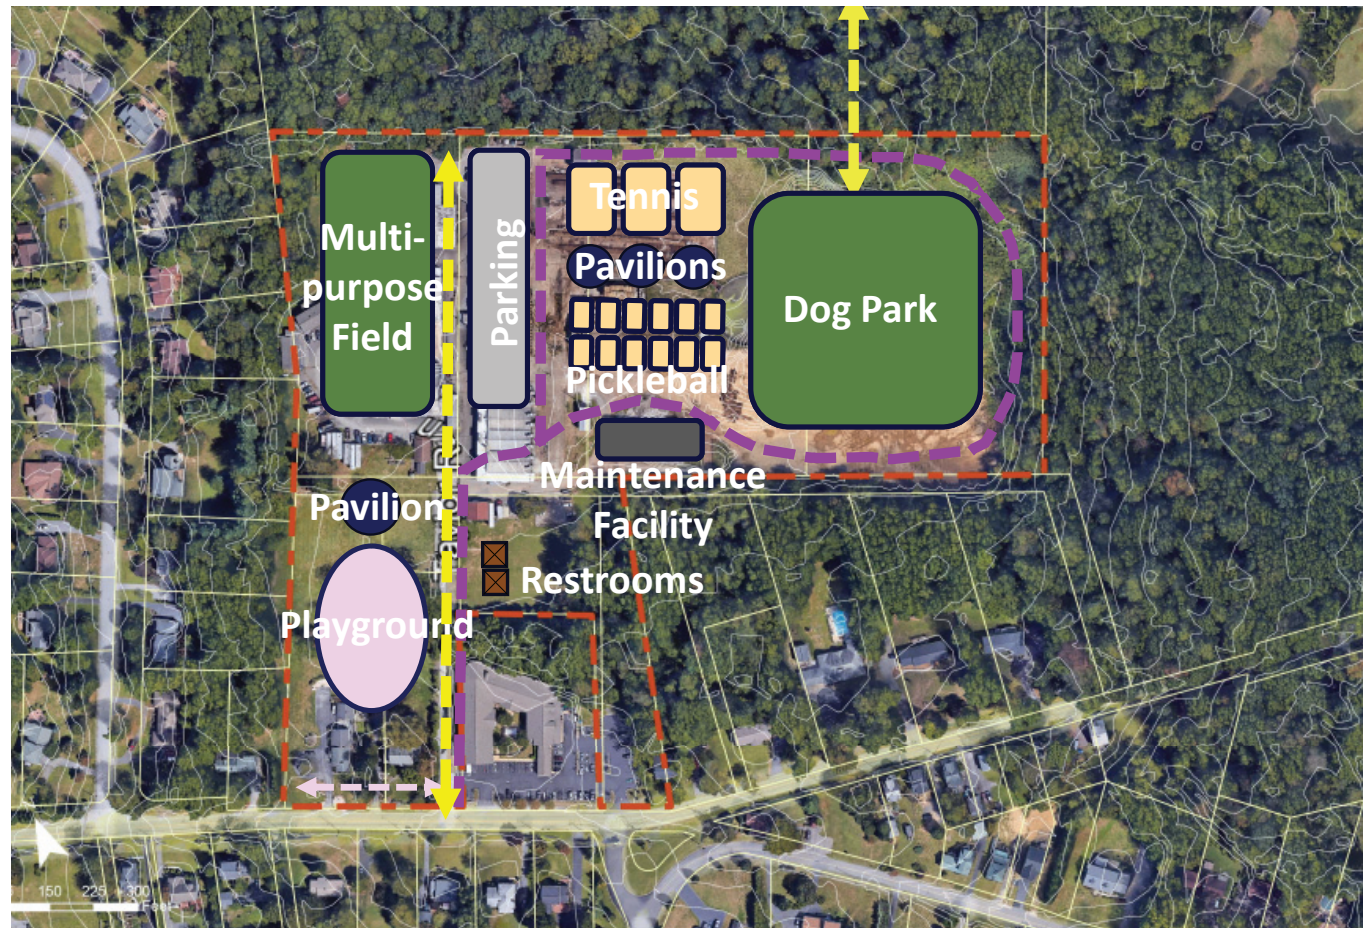 Tennis
Multi-
purpose
Field
Parking
Pavilions
Dog Park
Pickleball
Maintenance
Facility
Pavilion
Restrooms
Playground
150 225 300
Feet